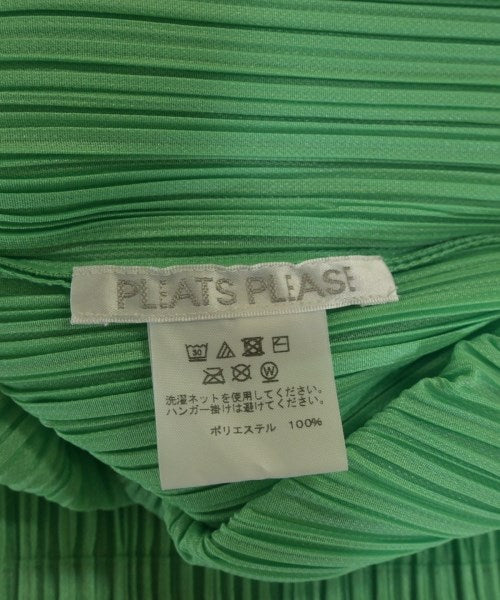 PLEATS PLEASE
30
W
洗濯ネットを使用してください。
ハンガー掛けは避けてください。
ポリエステル 100%